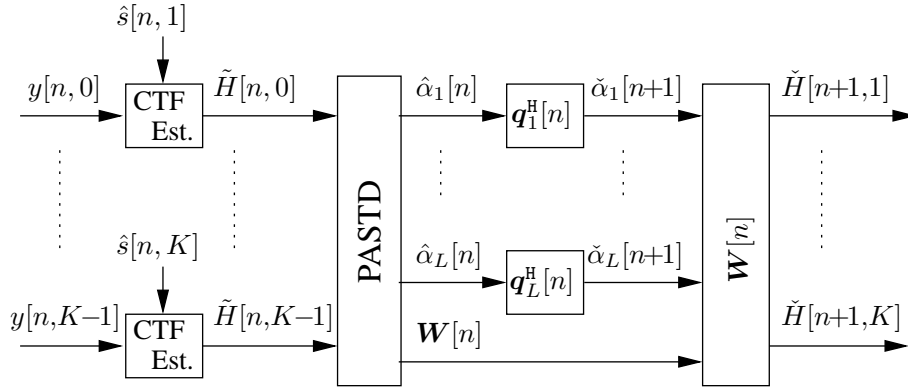 ŝ[n, 1]
y[n, 0]
CTF
Est.
H̃[n, 0]
PASTD
α̂₁[n]
𝒒₁ᴴ[n]
α̌₁[n+1]
𝑾[n]
Ȟ[n+1,1]
ŝ[n, K]
y[n,K−1]
CTF
Est.
H̃[n,K−1]
α̂_L[n]
𝒒_Lᴴ[n]
α̌_L[n+1]
𝑾[n]
Ȟ[n+1,K]